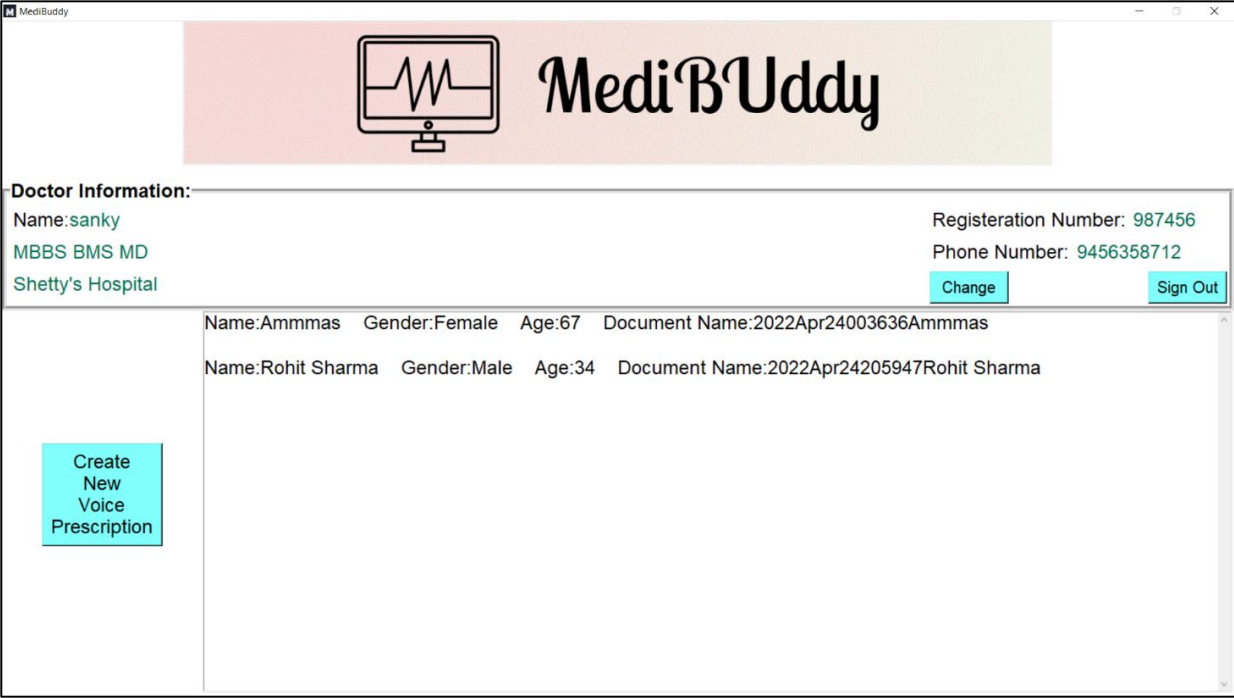 MediBuddy
MediBUddy
Doctor Information:
Name:sanky
Registeration Number: 987456
MBBS BMS MD
Phone Number: 9456358712
Shetty's Hospital
Change
Sign Out
Name:Ammmas Gender:Female Age:67 Document Name:2022Apr24003636Ammmas
Name:Rohit Sharma Gender:Male Age:34 Document Name:2022Apr24205947Rohit Sharma
Create
New
Voice
Prescription